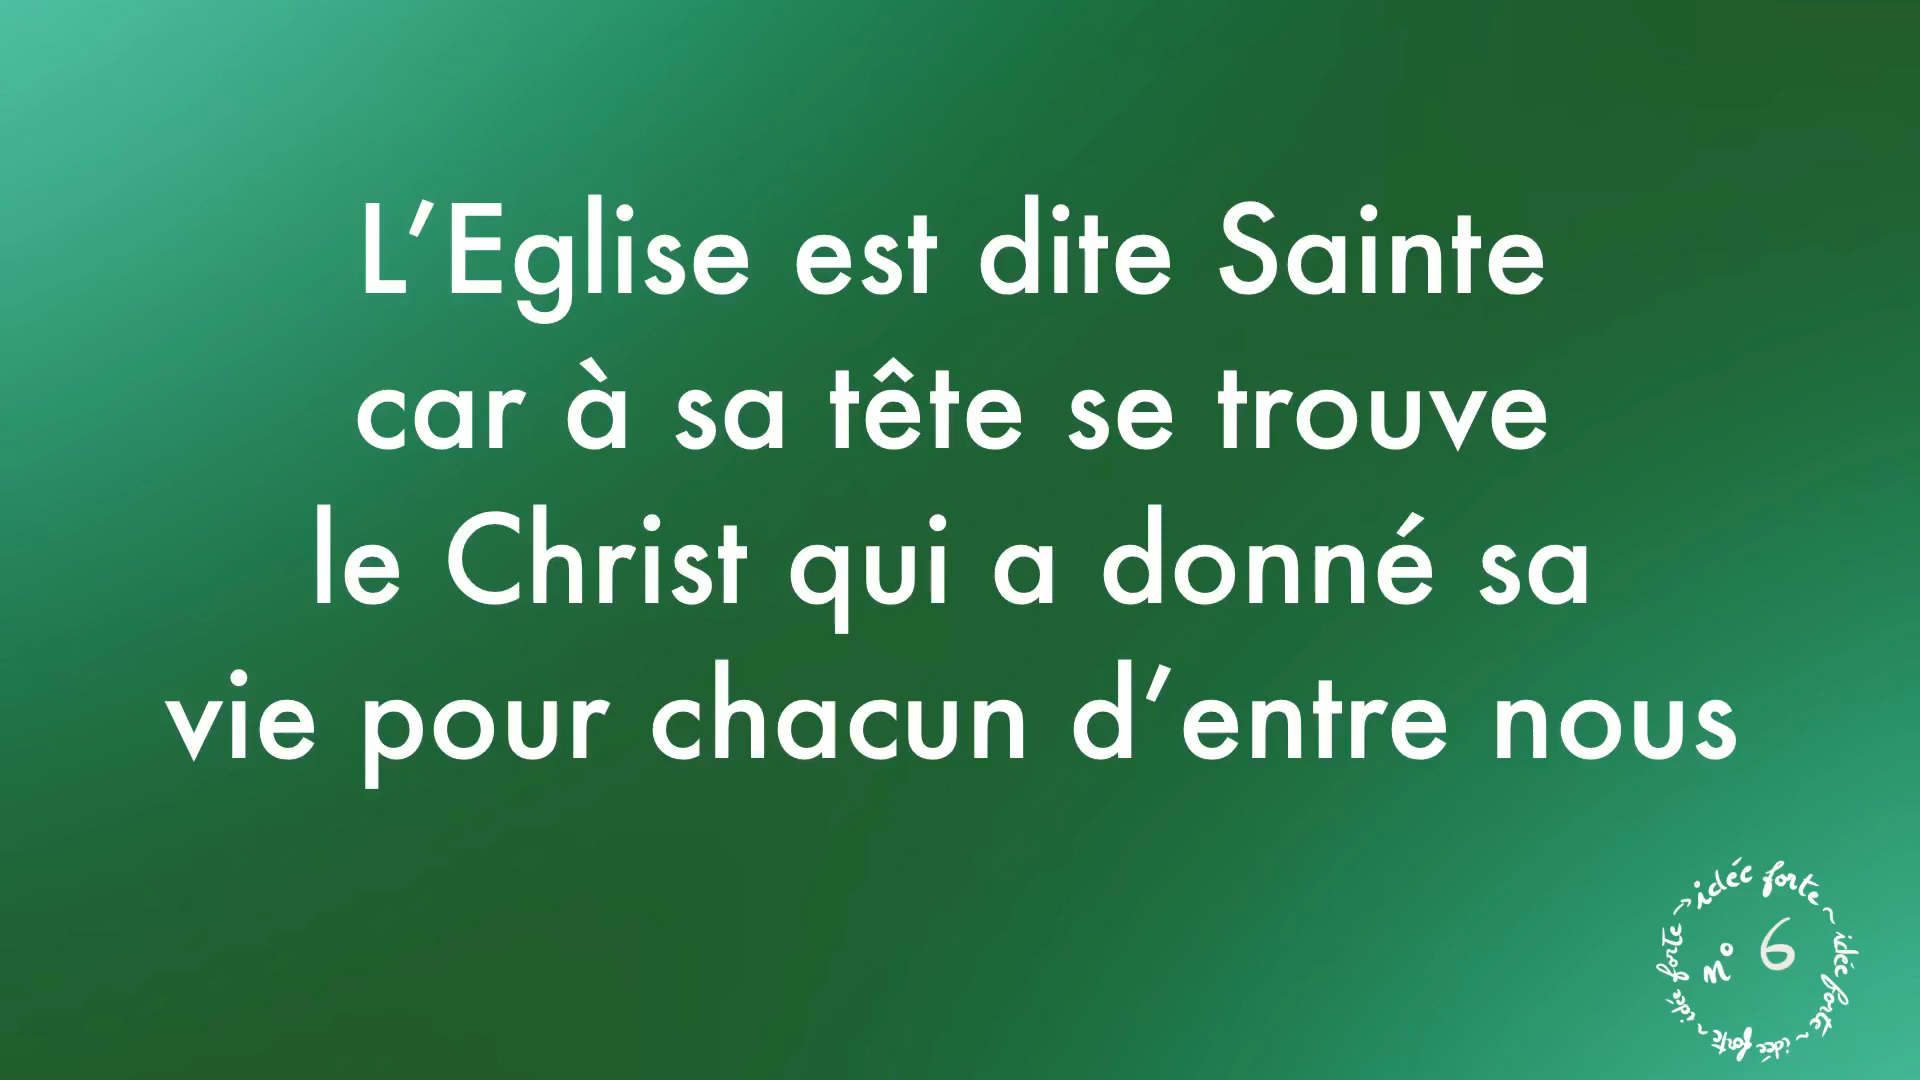 L’Eglise est dite Sainte
car à sa tête se trouve
le Christ qui a donné sa
vie pour chacun d’entre nous
idée forte ~ idée forte ~ idée forte ~ idée forte ~
n° 6